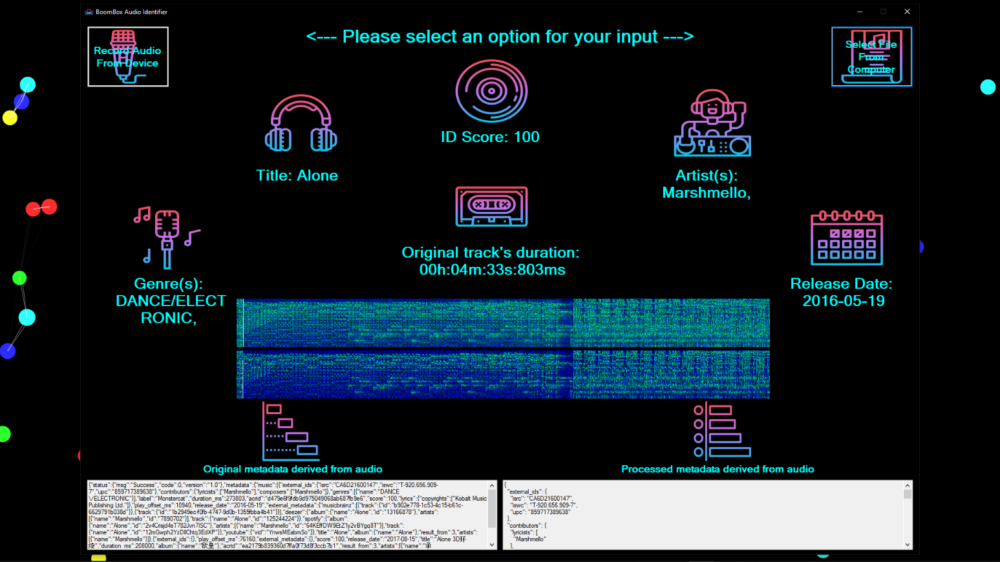 BoomBox Audio Identifier
<--- Please select an option for your input --->
Record Audio
From Device
Select File
From
Computer
ID Score: 100
Title: Alone
Artist(s):
Marshmello,
Original track's duration:
00h:04m:33s:803ms
Genre(s):
DANCE/ELECT
RONIC,
Release Date:
2016-05-19
Original metadata derived from audio
{"status":{"msg":"Success","code":0,"version":"1.0"},"metadata":{"music":[{"external_ids":{"isrc":"CA6D21600147","iswc":"T-920.656.909-
7","upc":"859717389638"},"contributors":{"lyricists":["Marshmello"],"composers":["Marshmello"]},"genres":[{"name":"DANCE
\/ELECTRONIC"}],"label":"Monstercat","duration_ms":273803,"acrid":"d479e6f9fdb9d975049068ab687fb9e6","score":100,"lyrics":{"copyrights":["Kobalt Music
Publishing Ltd."]},"play_offset_ms":10940,"release_date":"2016-05-19","external_metadata":{"musicbrainz":[{"track":{"id":"b902e778-1c53-4c15-b61c-
6629791b038d"}},{"track":{"id":"1b2949ec-f0fb-4747-9d0b-1355fbba4b41"}}],"deezer":{"album":{"name":"Alone","id":"13166878"},"artists":
[{"name":"Marshmello","id":"7890702"}],"track":{"name":"Alone","id":"125244224"}},"spotify":{"album":
{"name":"Alone","id":"2v4Crisjd4sT782Jvn7ISC"},"artists":[{"name":"Marshmello","id":"64KEffDW9EtZ1y2vBYgq8T"}],"track":
{"name":"Alone","id":"12mGwph2YzDIlChtq3EdXP"}},"youtube":{"vid":"YnwsMEabmSo"}},"title":"Alone","album":{"name":"Alone"},"result_from":3,"artists":
[{"name":"Marshmello"}]},{"external_ids":{},"play_offset_ms":76160,"external_metadata":{},"score":100,"release_date":"2017-08-15","title":"Alone 3D环
绕","duration_ms":208000,"album":{"name":"欧皇"},"acrid":"ea2179b839360d7ffa0f73d8f3ccb7b1","result_from":3,"artists":[{"name":"承
Processed metadata derived from audio
{
"external_ids": {
"isrc": "CA6D21600147",
"iswc": "T-920.656.909-7",
"upc": "859717389638"
},
"contributors": {
"lyricists": [
"Marshmello"
],